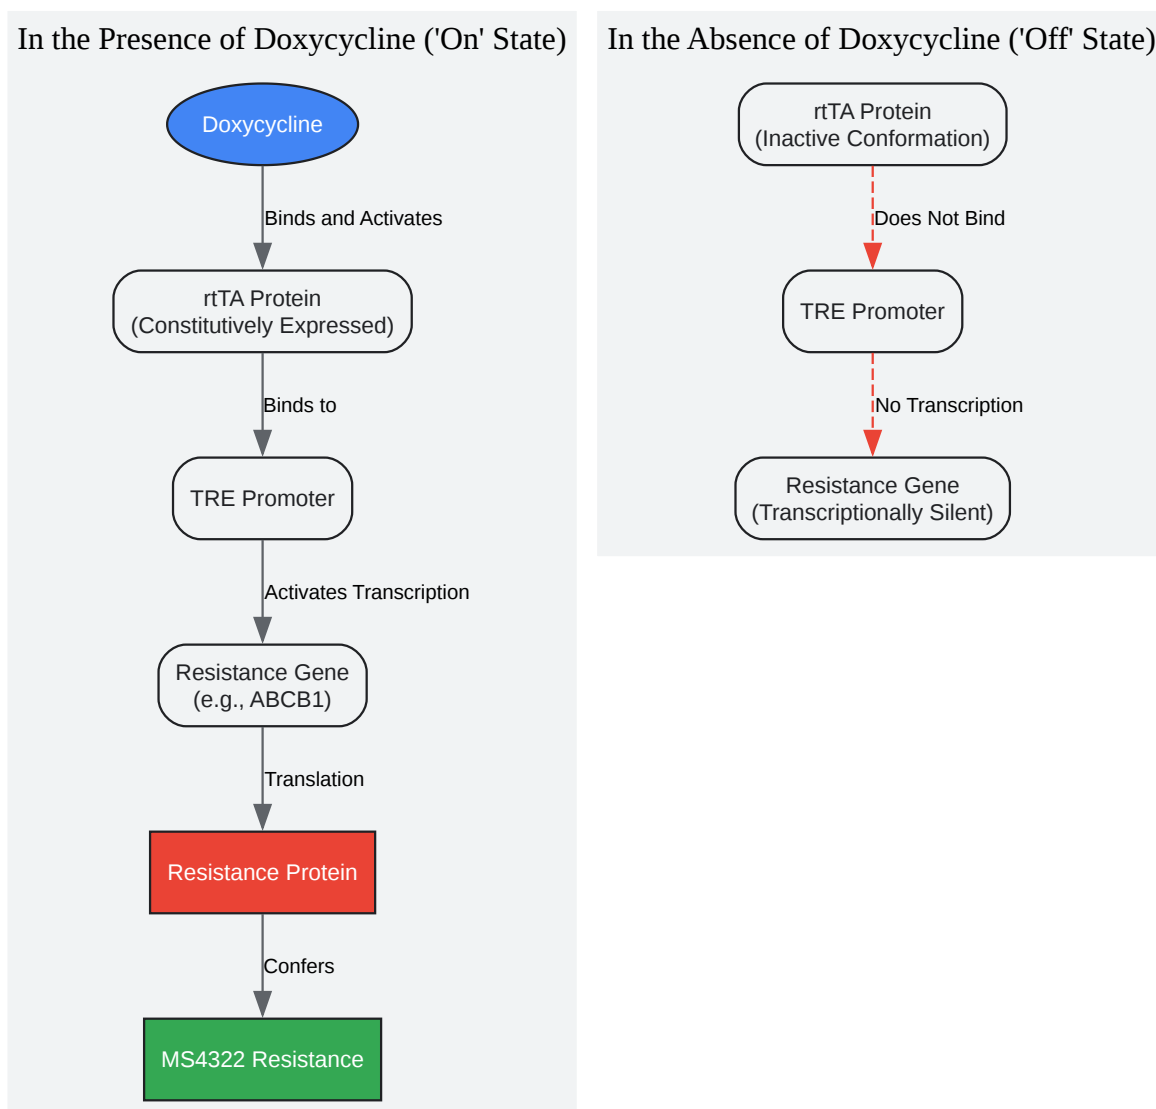 In the Presence of Doxycycline ('On' State)
Doxycycline
Binds and Activates
rtTA Protein
(Constitutively Expressed)
Binds to
TRE Promoter
Activates Transcription
Resistance Gene
(e.g., ABCB1)
Translation
Resistance Protein
Confers
MS4322 Resistance
In the Absence of Doxycycline ('Off' State)
rtTA Protein
(Inactive Conformation)
Does Not Bind
TRE Promoter
No Transcription
Resistance Gene
(Transcriptionally Silent)